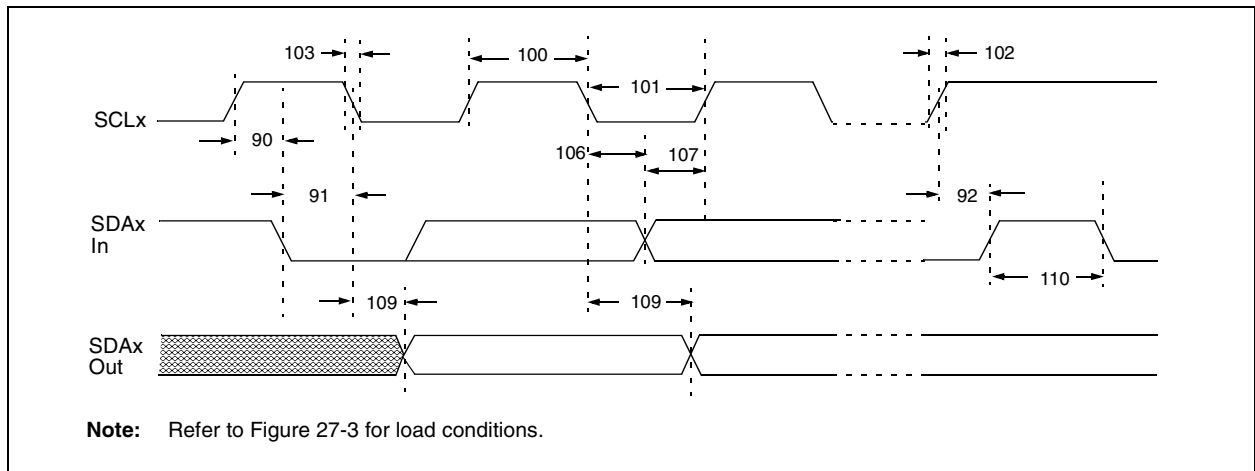 103
100
102
101
SCLx
90
106
107
91
92
SDAx
In
110
109
109
SDAx
Out
Note: Refer to Figure 27-3 for load conditions.